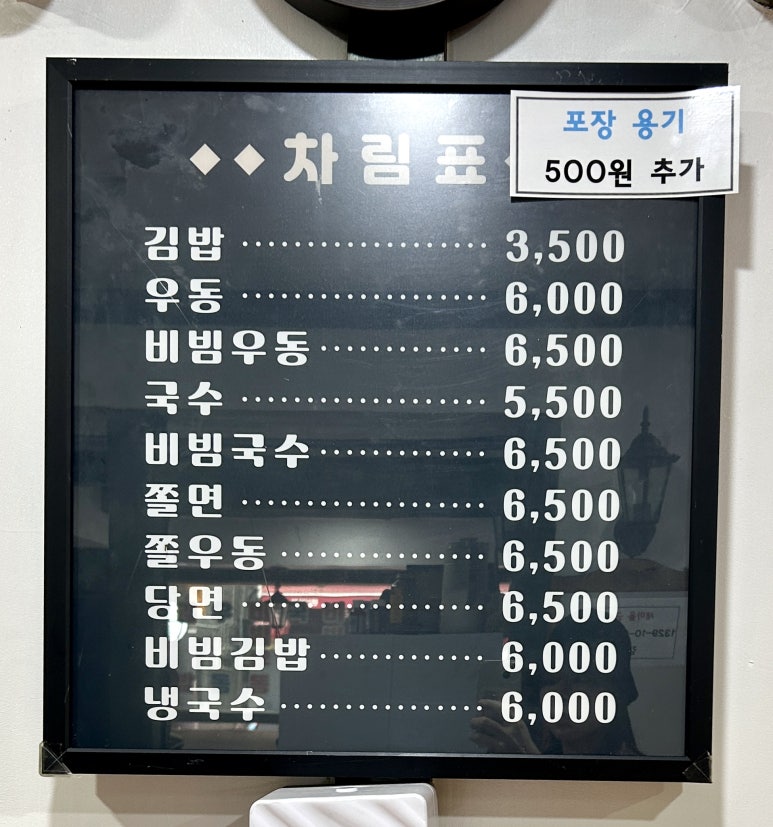 ◆◆차림표
포장 용기
500원 추가
김밥 ··················· 3,500
우동 ··················· 6,000
비빔우동 ············· 6,500
국수 ··················· 5,500
비빔국수 ············· 6,500
쫄면 ··················· 6,500
쫄우동 ················ 6,500
당면 ··················· 6,500
비빔김밥 ············· 6,000
냉국수 ················ 6,000